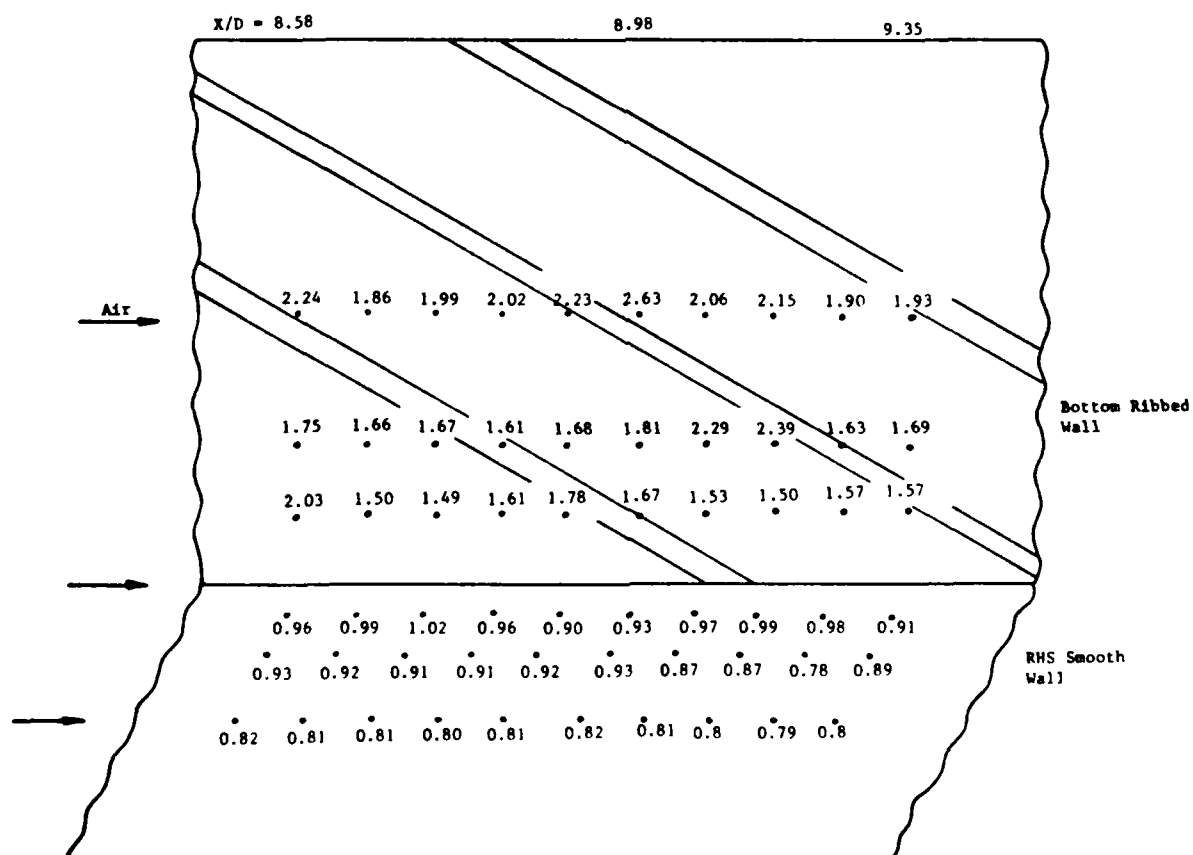 X/D = 8.58 8.98 9.35
2.24 1.86 1.99 2.02 2.23 2.63 2.06 2.15 1.90 1.93
Air
Bottom Ribbed
Wall
1.75 1.66 1.67 1.61 1.68 1.81 2.29 2.39 1.63 1.69
2.03 1.50 1.49 1.61 1.78 1.67 1.53 1.50 1.57 1.57
0.96 0.99 1.02 0.96 0.90 0.93 0.97 0.99 0.98 0.91
RHS Smooth
Wall
0.93 0.92 0.91 0.91 0.92 0.93 0.87 0.87 0.78 0.89
0.82 0.81 0.81 0.80 0.81 0.82 0.81 0.8 0.79 0.8